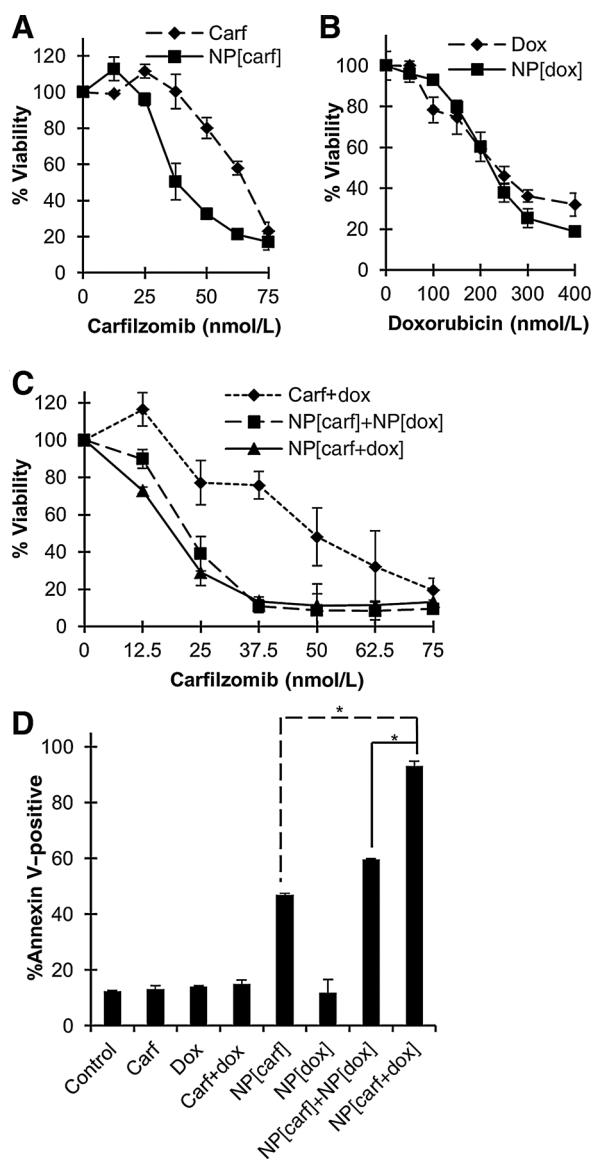 A
Carf
NP[carf]
120
100
80
60
40
20
0
% Viability
0 25 50 75
Carfilzomib (nmol/L)
B
Dox
NP[dox]
100
80
60
40
20
0
% Viability
0 100 200 300 400
Doxorubicin (nmol/L)
C
Carf+dox
NP[carf]+NP[dox]
NP[carf+dox]
120
100
80
60
40
20
0
% Viability
0 12.5 25 37.5 50 62.5 75
Carfilzomib (nmol/L)
D
*
*
100
80
60
40
20
0
%Annexin V–positive
Control
Carf
Dox
Carf+dox
NP[carf]
NP[dox]
NP[carf]+NP[dox]
NP[carf+dox]